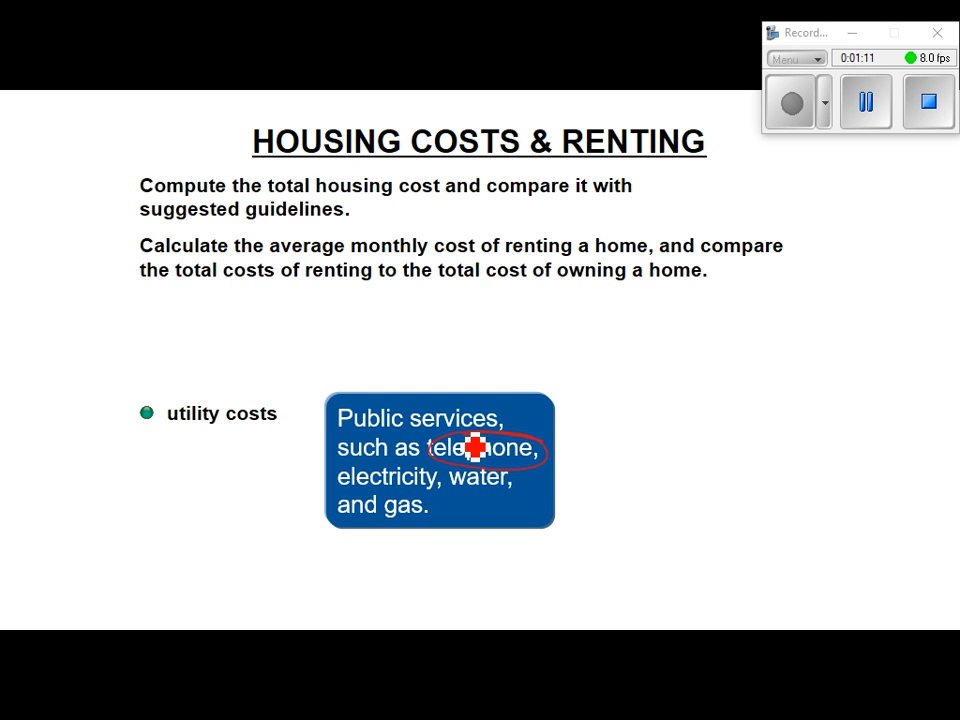 Record...
Menu
0:01:11
8.0 fps
HOUSING COSTS & RENTING
Compute the total housing cost and compare it with
suggested guidelines.
Calculate the average monthly cost of renting a home, and compare
the total costs of renting to the total cost of owning a home.
utility costs
Public services,
such as telephone,
electricity, water,
and gas.